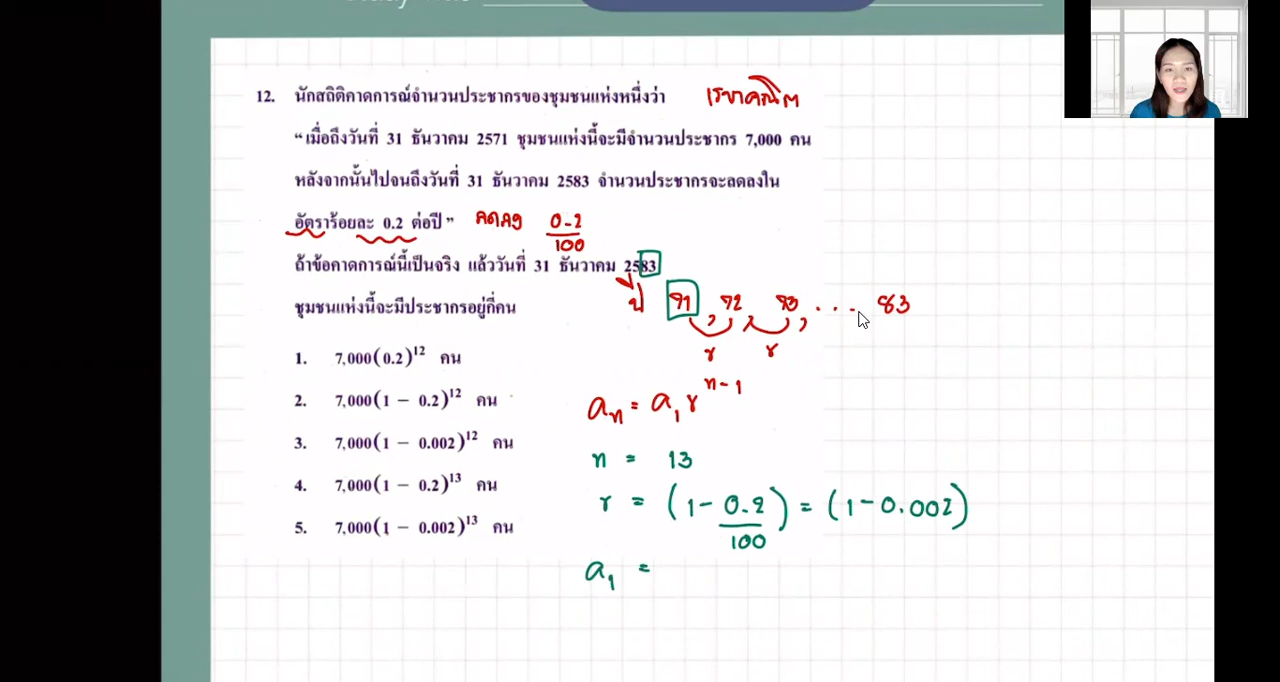 12. นักสถิติคาดการณ์จำนวนประชากรของชุมชนแห่งหนึ่งว่า เรขาคณิต
“เมื่อถึงวันที่ 31 ธันวาคม 2571 ชุมชนแห่งนี้จะมีจำนวนประชากร 7,000 คน
หลังจากนั้นไปจนถึงวันที่ 31 ธันวาคม 2583 จำนวนประชากรจะลดลงใน
อัตราร้อยละ 0.2 ต่อปี” ลดลง 0.2/100
ถ้าข้อคาดการณ์นี้เป็นจริง แล้ววันที่ 31 ธันวาคม 2583
ชุมชนแห่งนี้จะมีประชากรอยู่กี่คน
ปี 71, 72, 73, ... 83
r r
1. 7,000(0.2)^12 คน
2. 7,000(1 − 0.2)^12 คน
3. 7,000(1 − 0.002)^12 คน
4. 7,000(1 − 0.2)^13 คน
5. 7,000(1 − 0.002)^13 คน
aₙ = a₁ r^(n-1)
n = 13
r = (1 - 0.2/100) = (1 - 0.002)
a₁ =